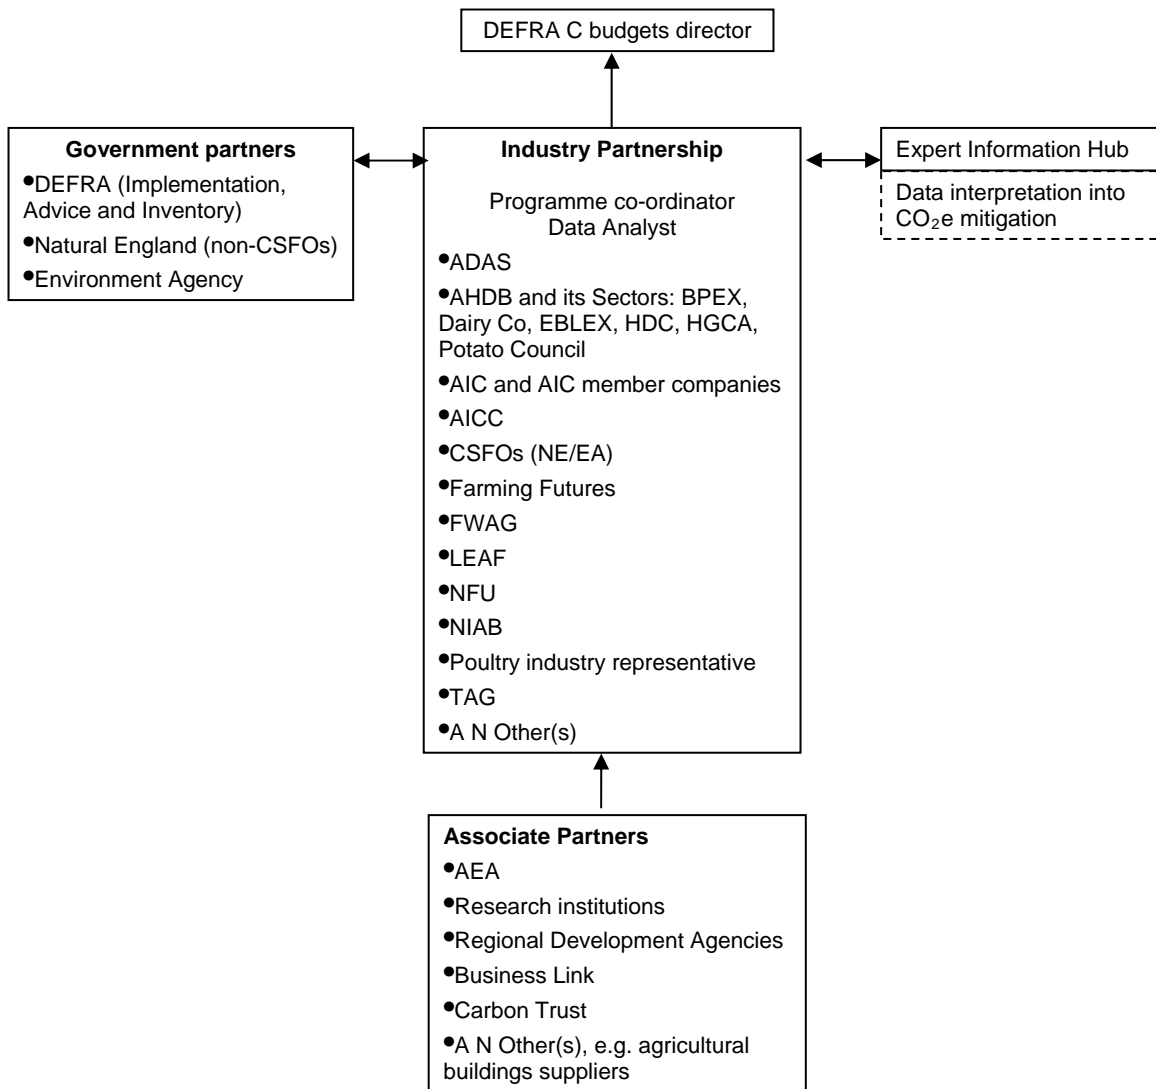 DEFRA C budgets director
Government partners
•DEFRA (Implementation,
Advice and Inventory)
•Natural England (non-CSFOs)
•Environment Agency
Industry Partnership
Programme co-ordinator
Data Analyst
•ADAS
•AHDB and its Sectors: BPEX,
Dairy Co, EBLEX, HDC, HGCA,
Potato Council
•AIC and AIC member companies
•AICC
•CSFOs (NE/EA)
•Farming Futures
•FWAG
•LEAF
•NFU
•NIAB
•Poultry industry representative
•TAG
•A N Other(s)
Expert Information Hub
Data interpretation into
CO₂e mitigation
Associate Partners
•AEA
•Research institutions
•Regional Development Agencies
•Business Link
•Carbon Trust
•A N Other(s), e.g. agricultural
buildings suppliers